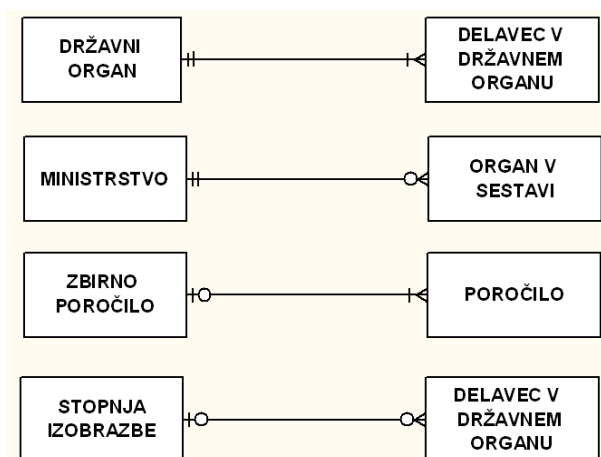 DRŽAVNI
ORGAN
DELAVEC V
DRŽAVNEM
ORGANU
MINISTRSTVO
ORGAN V
SESTAVI
ZBIRNO
POROČILO
POROČILO
STOPNJA
IZOBRAZBE
DELAVEC V
DRŽAVNEM
ORGANU